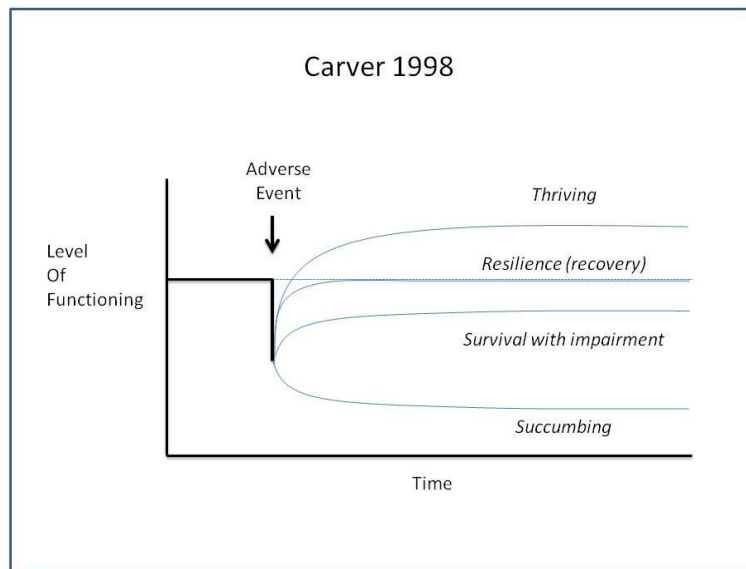 Carver 1998
Adverse
Event
Thriving
Level
Of
Functioning
Resilience (recovery)
Survival with impairment
Succumbing
Time